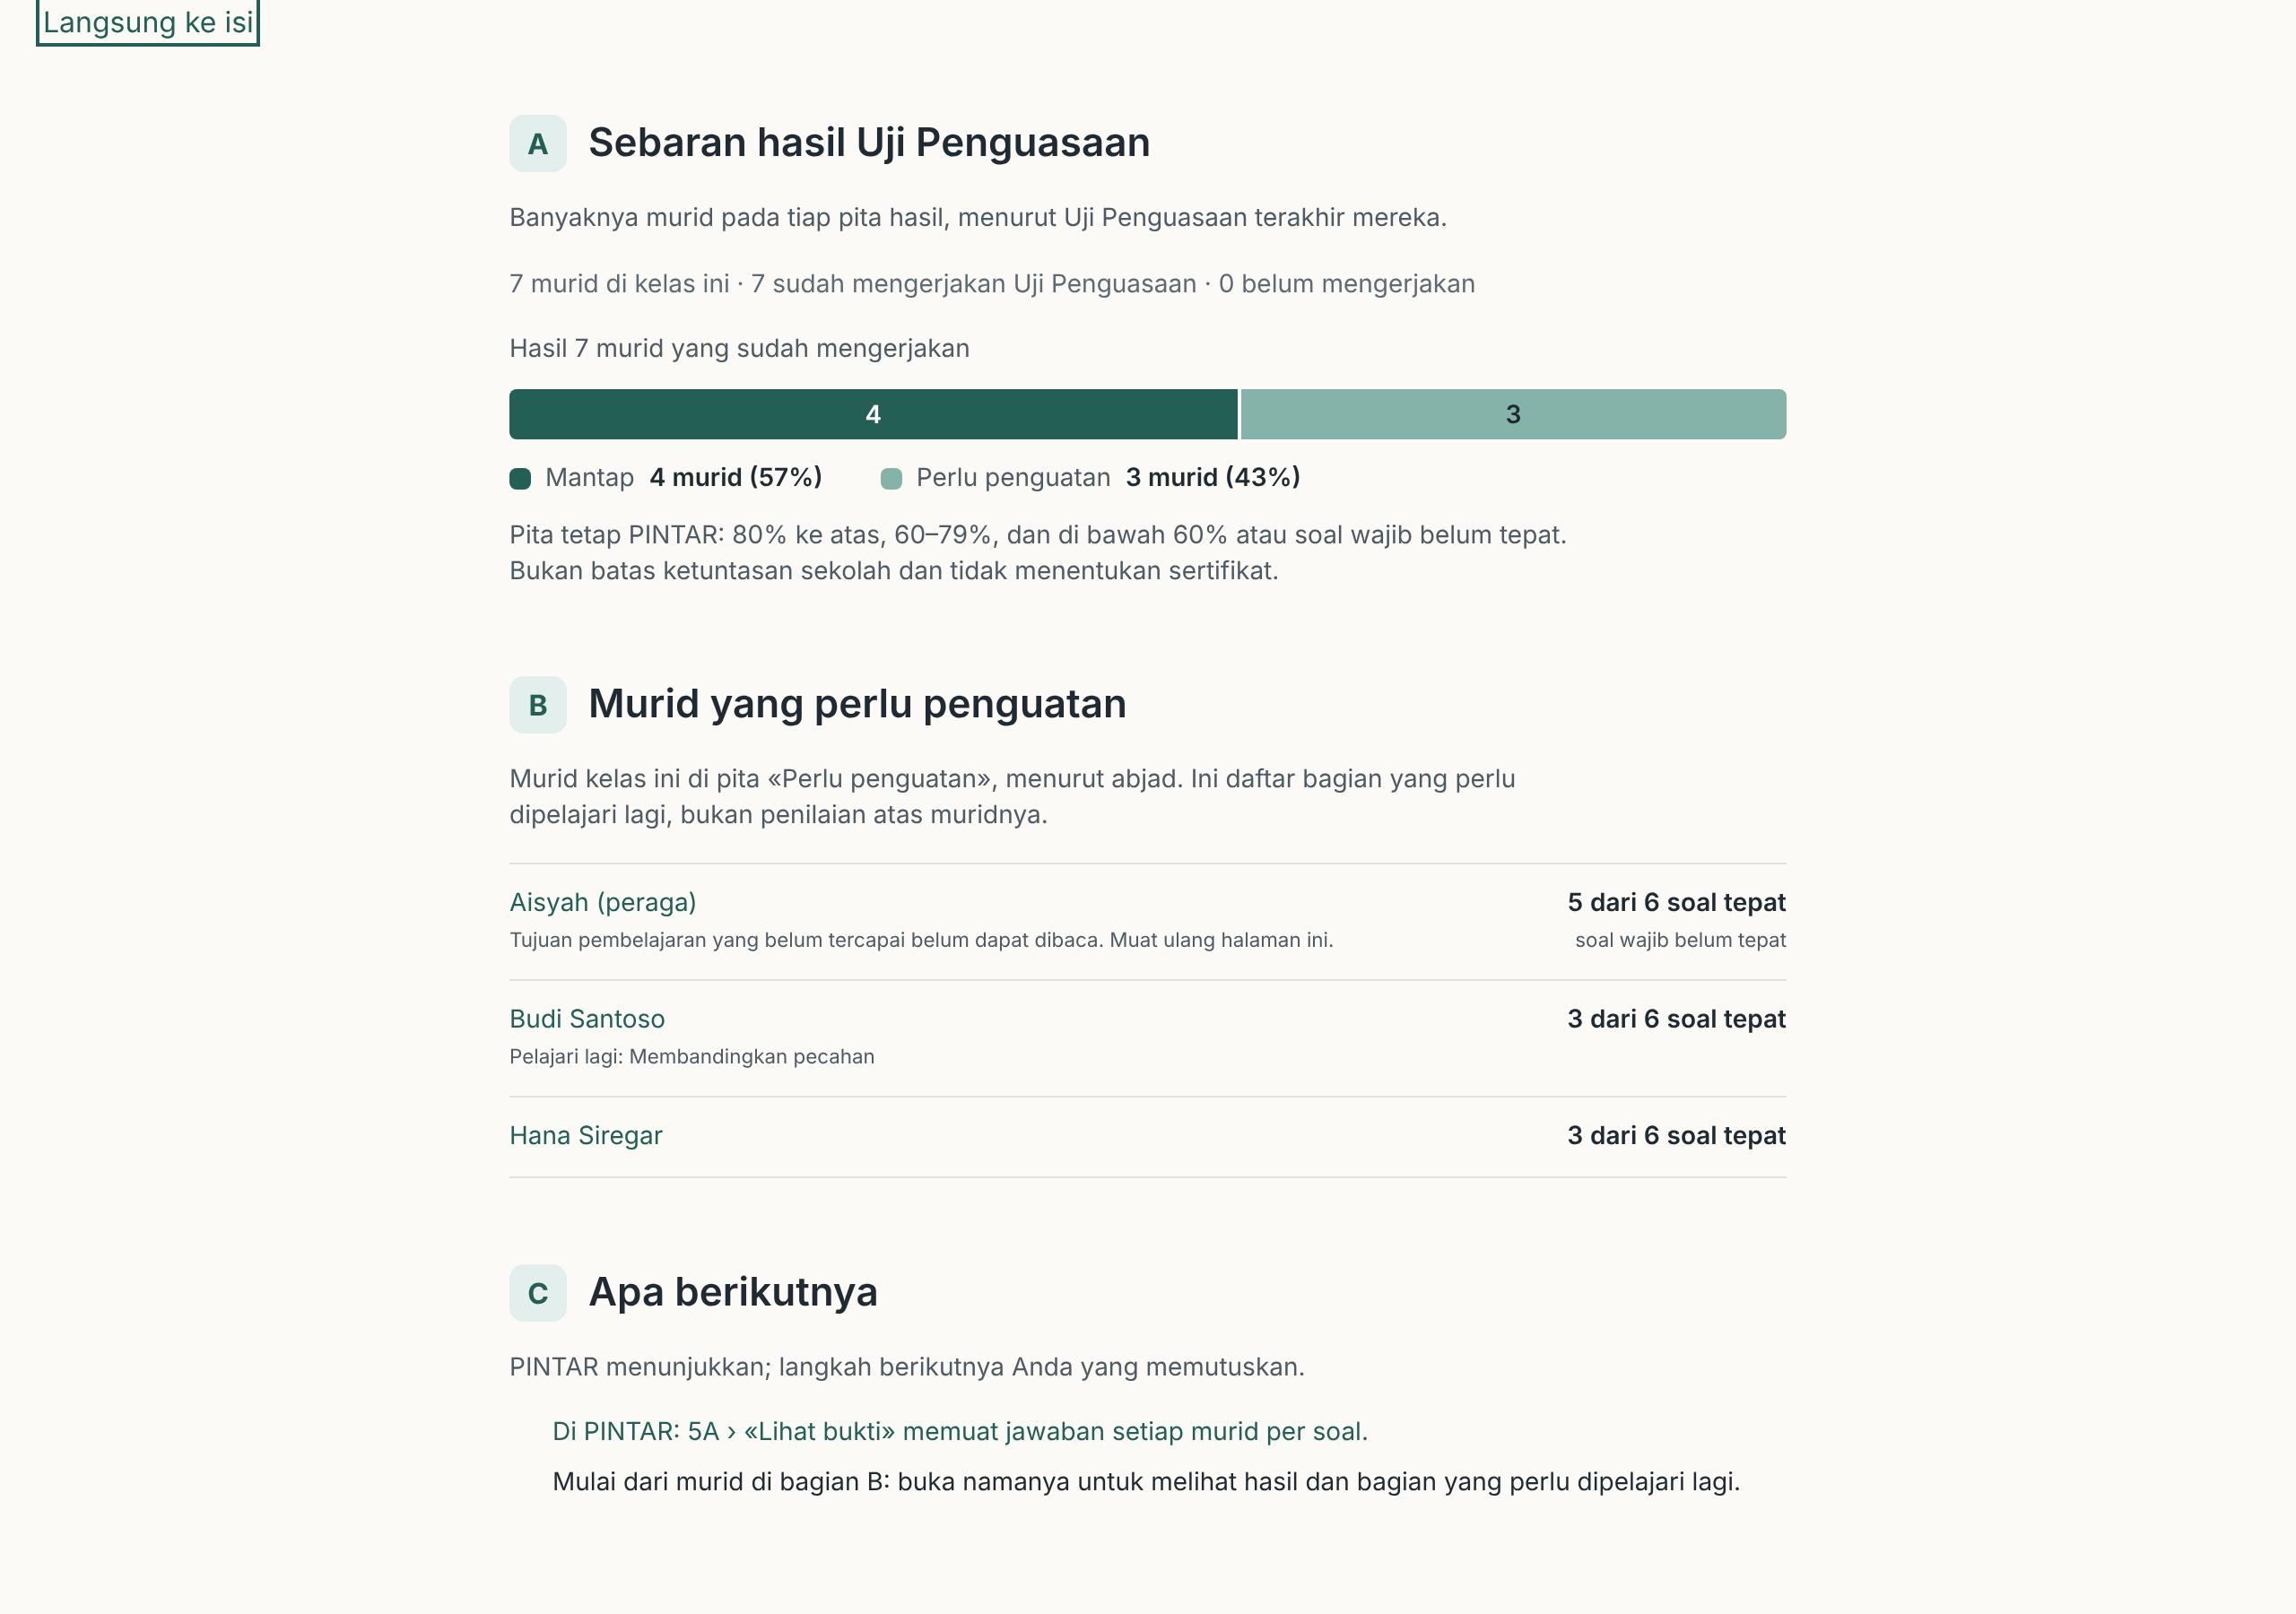 Langsung ke isi
A Sebaran hasil Uji Penguasaan
Banyaknya murid pada tiap pita hasil, menurut Uji Penguasaan terakhir mereka.
7 murid di kelas ini · 7 sudah mengerjakan Uji Penguasaan · 0 belum mengerjakan
Hasil 7 murid yang sudah mengerjakan
4 3
Mantap 4 murid (57%) Perlu penguatan 3 murid (43%)
Pita tetap PINTAR: 80% ke atas, 60–79%, dan di bawah 60% atau soal wajib belum tepat.
Bukan batas ketuntasan sekolah dan tidak menentukan sertifikat.
B Murid yang perlu penguatan
Murid kelas ini di pita «Perlu penguatan», menurut abjad. Ini daftar bagian yang perlu
dipelajari lagi, bukan penilaian atas muridnya.
Aisyah (peraga) 5 dari 6 soal tepat
Tujuan pembelajaran yang belum tercapai belum dapat dibaca. Muat ulang halaman ini. soal wajib belum tepat
Budi Santoso 3 dari 6 soal tepat
Pelajari lagi: Membandingkan pecahan
Hana Siregar 3 dari 6 soal tepat
C Apa berikutnya
PINTAR menunjukkan; langkah berikutnya Anda yang memutuskan.
Di PINTAR: 5A › «Lihat bukti» memuat jawaban setiap murid per soal.
Mulai dari murid di bagian B: buka namanya untuk melihat hasil dan bagian yang perlu dipelajari lagi.